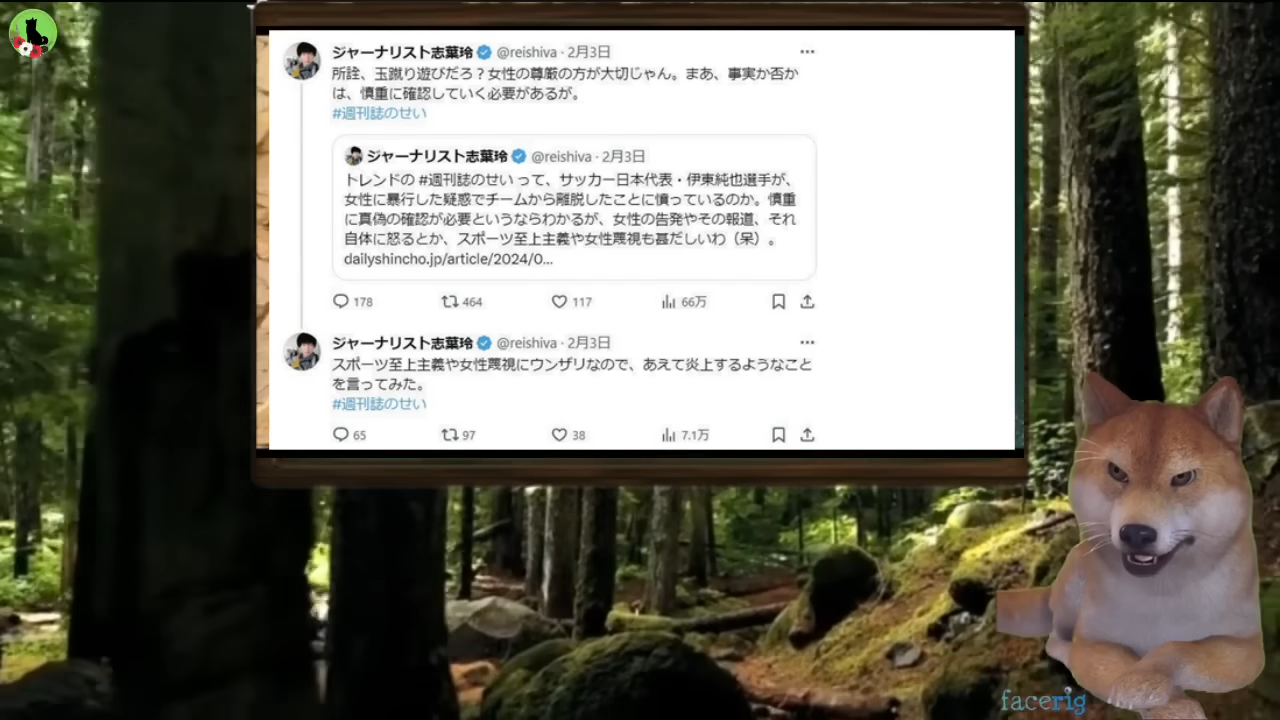 ジャーナリスト志葉玲 @reishiva · 2月3日
所詮、玉蹴り遊びだろ？女性の尊厳の方が大切じゃん。まあ、事実か否か
は、慎重に確認していく必要があるが。
#週刊誌のせい
ジャーナリスト志葉玲 @reishiva · 2月3日
トレンドの #週刊誌のせい って、サッカー日本代表・伊東純也選手が、
女性に暴行した疑惑でチームから離脱したことに憤っているのか。慎重
に真偽の確認が必要というならわかるが、女性の告発やその報道、それ
自体に怒るとか、スポーツ至上主義や女性蔑視も甚だしいわ（呆）。
dailyshincho.jp/article/2024/0...
178 464 117 66万
ジャーナリスト志葉玲 @reishiva · 2月3日
スポーツ至上主義や女性蔑視にウンザリなので、あえて炎上するようなこと
を言ってみた。
#週刊誌のせい
65 97 38 7.1万
facerig